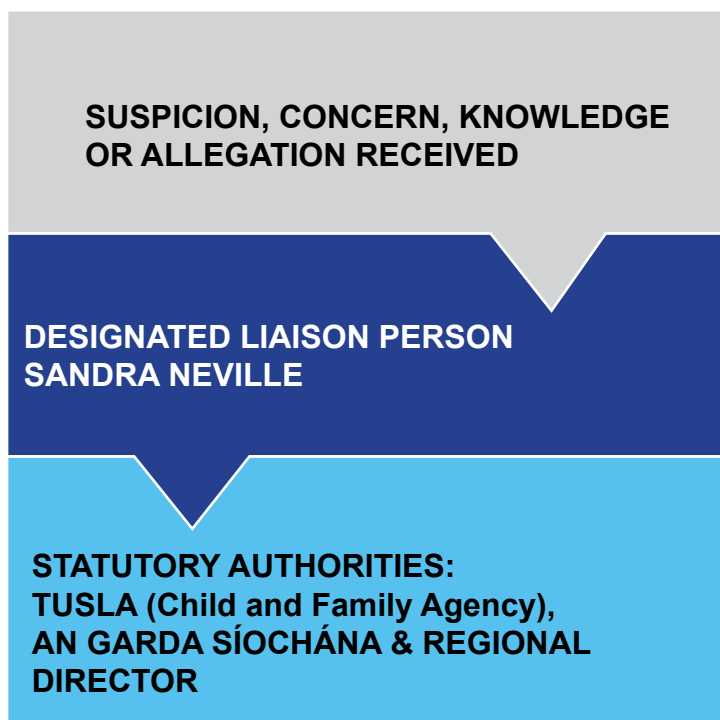 SUSPICION, CONCERN, KNOWLEDGE
OR ALLEGATION RECEIVED
DESIGNATED LIAISON PERSON
SANDRA NEVILLE
STATUTORY AUTHORITIES:
TUSLA (Child and Family Agency),
AN GARDA SÍOCHÁNA & REGIONAL
DIRECTOR